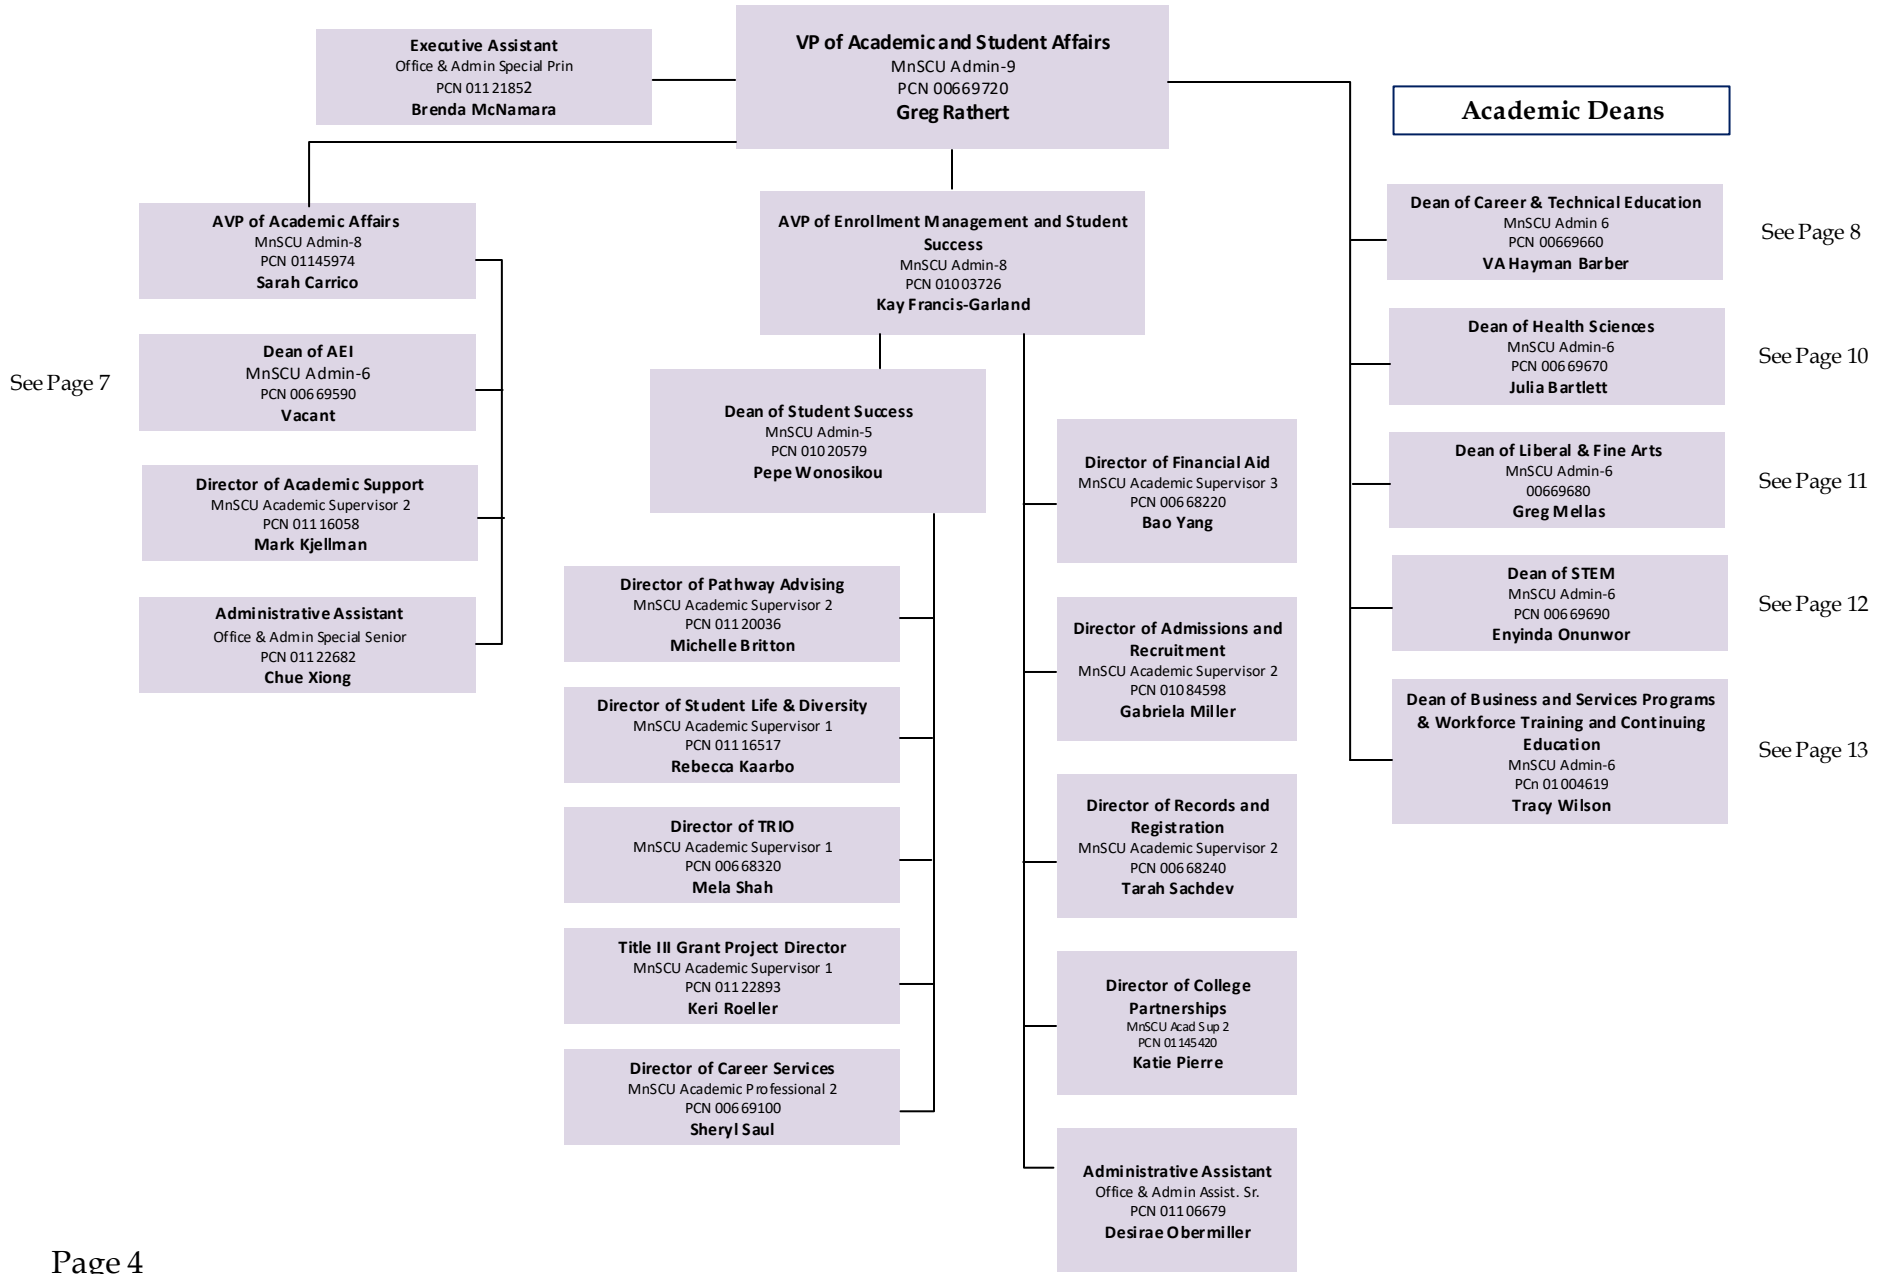 Executive Assistant
Office & Admin Special Prin
PCN 01121852
Brenda McNamara
VP of Academic and Student Affairs
MnSCU Admin-9
PCN 00669720
Greg Rathert
Academic Deans
AVP of Academic Affairs
MnSCU Admin-8
PCN 01145974
Sarah Carrico
See Page 7
Dean of AEI
MnSCU Admin-6
PCN 00669590
Vacant
Director of Academic Support
MnSCU Academic Supervisor 2
PCN 01116058
Mark Kjellman
Administrative Assistant
Office & Admin Special Senior
PCN 01122682
Chue Xiong
AVP of Enrollment Management and Student
Success
MnSCU Admin-8
PCN 01003726
Kay Francis-Garland
Dean of Student Success
MnSCU Admin-5
PCN 01020579
Pepe Wonosikou
Director of Pathway Advising
MnSCU Academic Supervisor 2
PCN 01120036
Michelle Britton
Director of Student Life & Diversity
MnSCU Academic Supervisor 1
PCN 01116517
Rebecca Kaarbo
Director of TRIO
MnSCU Academic Supervisor 1
PCN 00668320
Mela Shah
Title III Grant Project Director
MnSCU Academic Supervisor 1
PCN 01122893
Keri Roeller
Director of Career Services
MnSCU Academic Professional 2
PCN 00669100
Sheryl Saul
Director of Financial Aid
MnSCU Academic Supervisor 3
PCN 00668220
Bao Yang
Director of Admissions and
Recruitment
MnSCU Academic Supervisor 2
PCN 01084598
Gabriela Miller
Director of Records and
Registration
MnSCU Academic Supervisor 2
PCN 00668240
Tarah Sachdev
Director of College
Partnerships
MnSCU Acad Sup 2
PCN 01145420
Katie Pierre
Administrative Assistant
Office & Admin Assist. Sr.
PCN 01106679
Desirae Obermiller
Dean of Career & Technical Education
MnSCU Admin 6
PCN 00669660
VA Hayman Barber
See Page 8
Dean of Health Sciences
MnSCU Admin-6
PCN 00669670
Julia Bartlett
See Page 10
Dean of Liberal & Fine Arts
MnSCU Admin-6
00669680
Greg Mellas
See Page 11
Dean of STEM
MnSCU Admin-6
PCN 00669690
Enyinda Onunwor
See Page 12
Dean of Business and Services Programs
& Workforce Training and Continuing
Education
MnSCU Admin-6
PCn 01004619
Tracy Wilson
See Page 13
Page 4